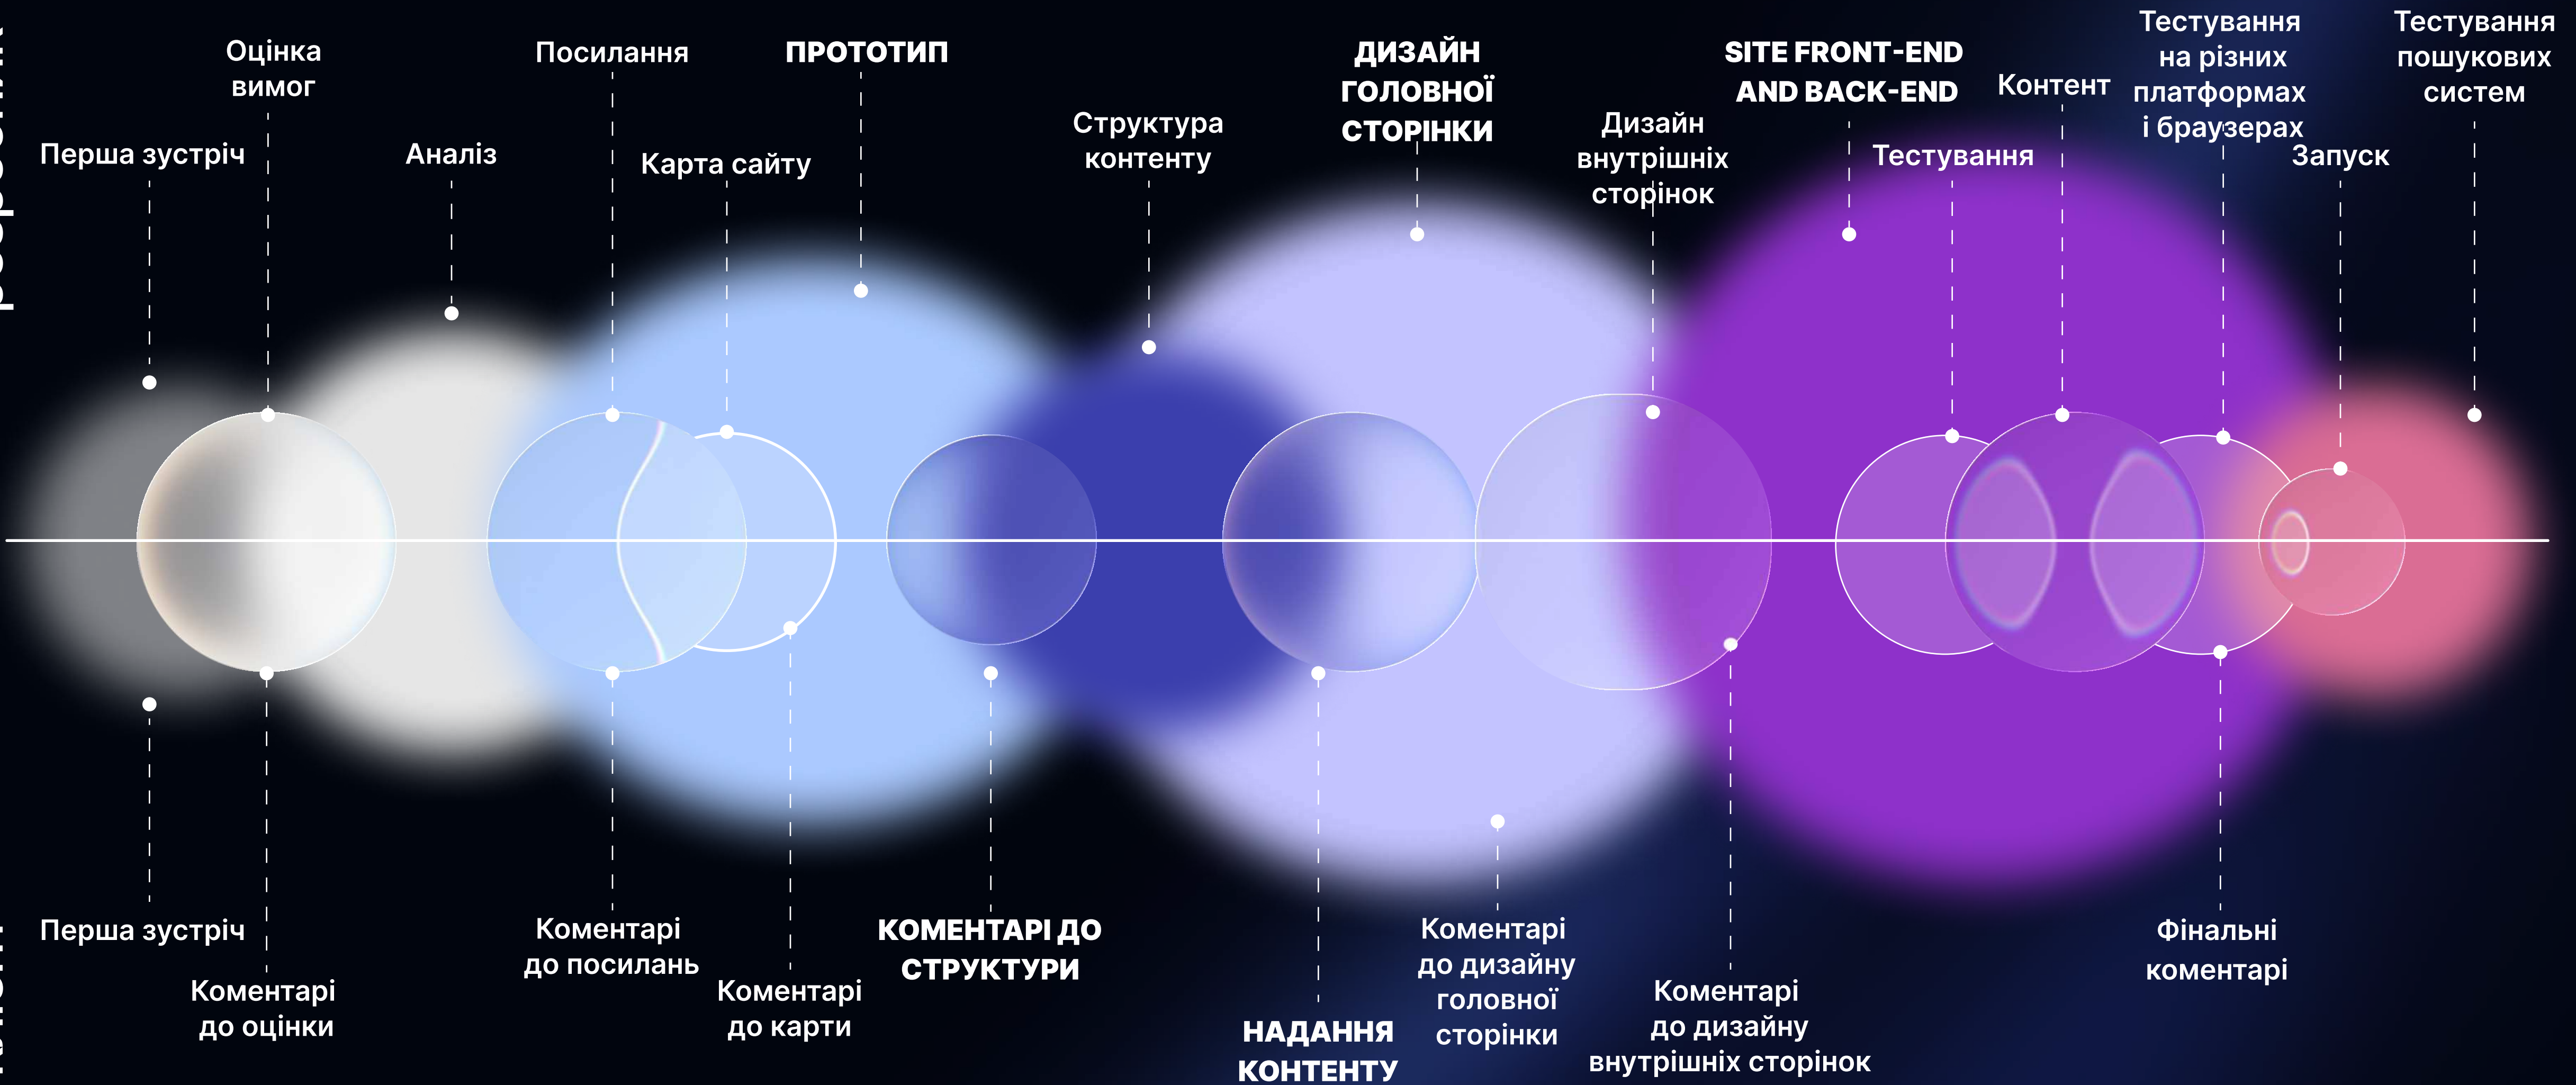 Оцінка
вимог
Посилання
ПРОТОТИП
ДИЗАЙН
ГОЛОВНОЇ
СТОРІНКИ
SITE FRONT-END
AND BACK-END
Контент
Тестування
на різних
платформах
і браузерах
Тестування
пошукових
систем
Перша зустріч
Аналіз
Карта сайту
Структура
контенту
Дизайн
внутрішніх
сторінок
Тестування
Запуск
Перша зустріч
Коментарі
до оцінки
Коментарі
до посилань
Коментарі
до карти
КОМЕНТАРІ ДО
СТРУКТУРИ
НАДАННЯ
КОНТЕНТУ
Коментарі
до дизайну
головної
сторінки
Коментарі
до дизайну
внутрішніх сторінок
Фінальні
коментарі